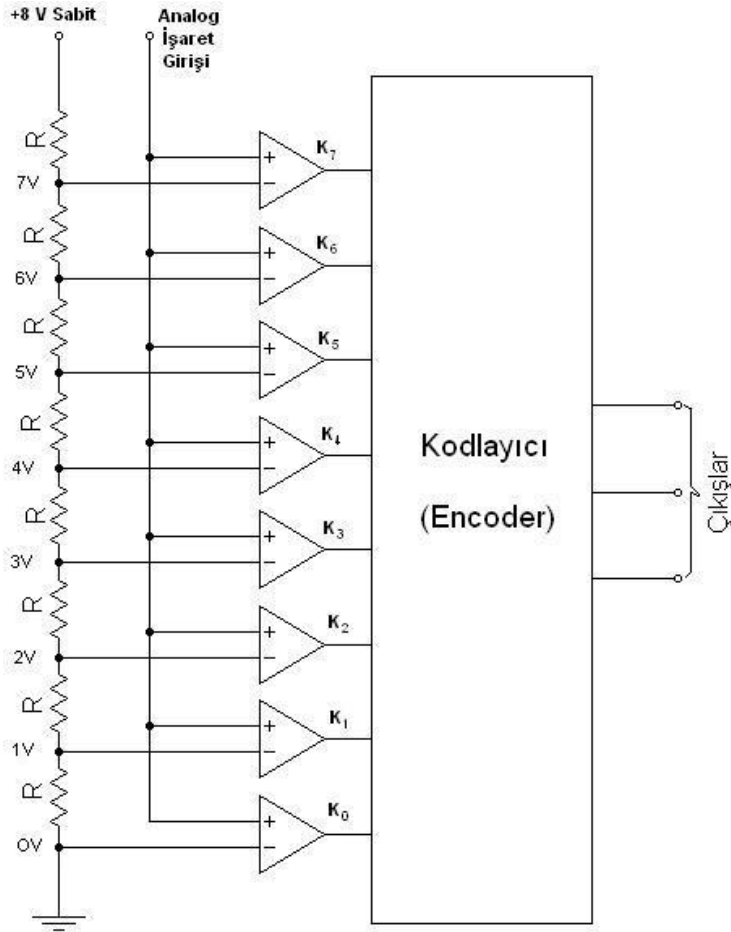 +8 V Sabit
Analog
İşaret
Girişi
R
+
K7
7V
−
R
+
K6
6V
−
R
+
K5
5V
−
R
+
K4
4V
−
Kodlayıcı
(Encoder)
Çıkışlar
R
+
K3
3V
−
R
+
K2
2V
−
R
+
K1
1V
−
R
+
K0
0V
−